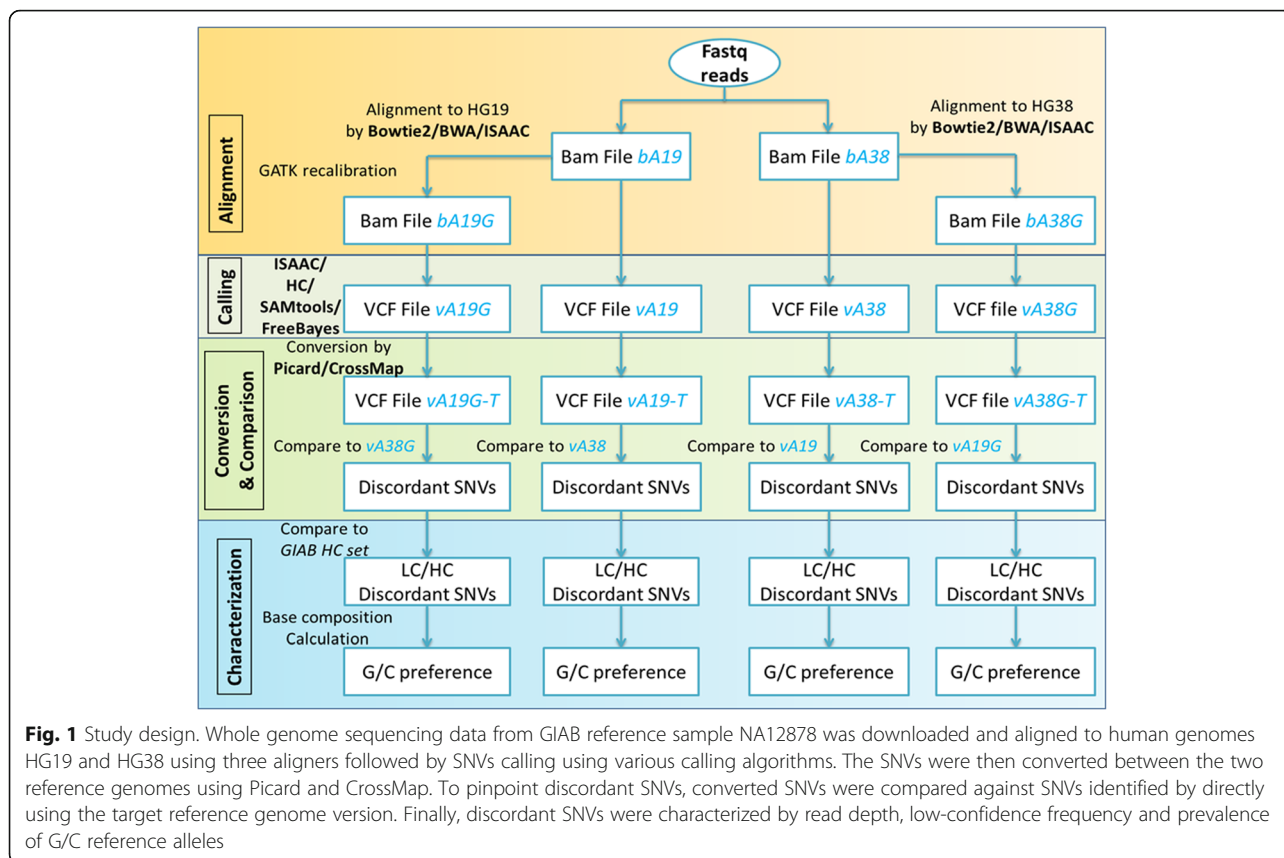 Fastq
reads
Alignment to HG19
by Bowtie2/BWA/ISAAC
Alignment to HG38
by Bowtie2/BWA/ISAAC
Alignment
Bam File bA19
Bam File bA38
GATK recalibration
Bam File bA19G
Bam File bA38G
Calling
ISAAC/
HC/
SAMtools/
FreeBayes
VCF File vA19G
VCF File vA19
VCF File vA38
VCF file vA38G
Conversion
& Comparison
Conversion by
Picard/CrossMap
VCF File vA19G-T
VCF File vA19-T
VCF File vA38-T
VCF file vA38G-T
Compare to vA38G
Compare to vA38
Compare to vA19
Compare to vA19G
Discordant SNVs
Discordant SNVs
Discordant SNVs
Discordant SNVs
Characterization
Compare to
GIAB HC set
LC/HC
Discordant SNVs
LC/HC
Discordant SNVs
LC/HC
Discordant SNVs
LC/HC
Discordant SNVs
Base composition
Calculation
G/C preference
G/C preference
G/C preference
G/C preference
Fig. 1 Study design. Whole genome sequencing data from GIAB reference sample NA12878 was downloaded and aligned to human genomes
HG19 and HG38 using three aligners followed by SNVs calling using various calling algorithms. The SNVs were then converted between the two
reference genomes using Picard and CrossMap. To pinpoint discordant SNVs, converted SNVs were compared against SNVs identified by directly
using the target reference genome version. Finally, discordant SNVs were characterized by read depth, low-confidence frequency and prevalence
of G/C reference alleles